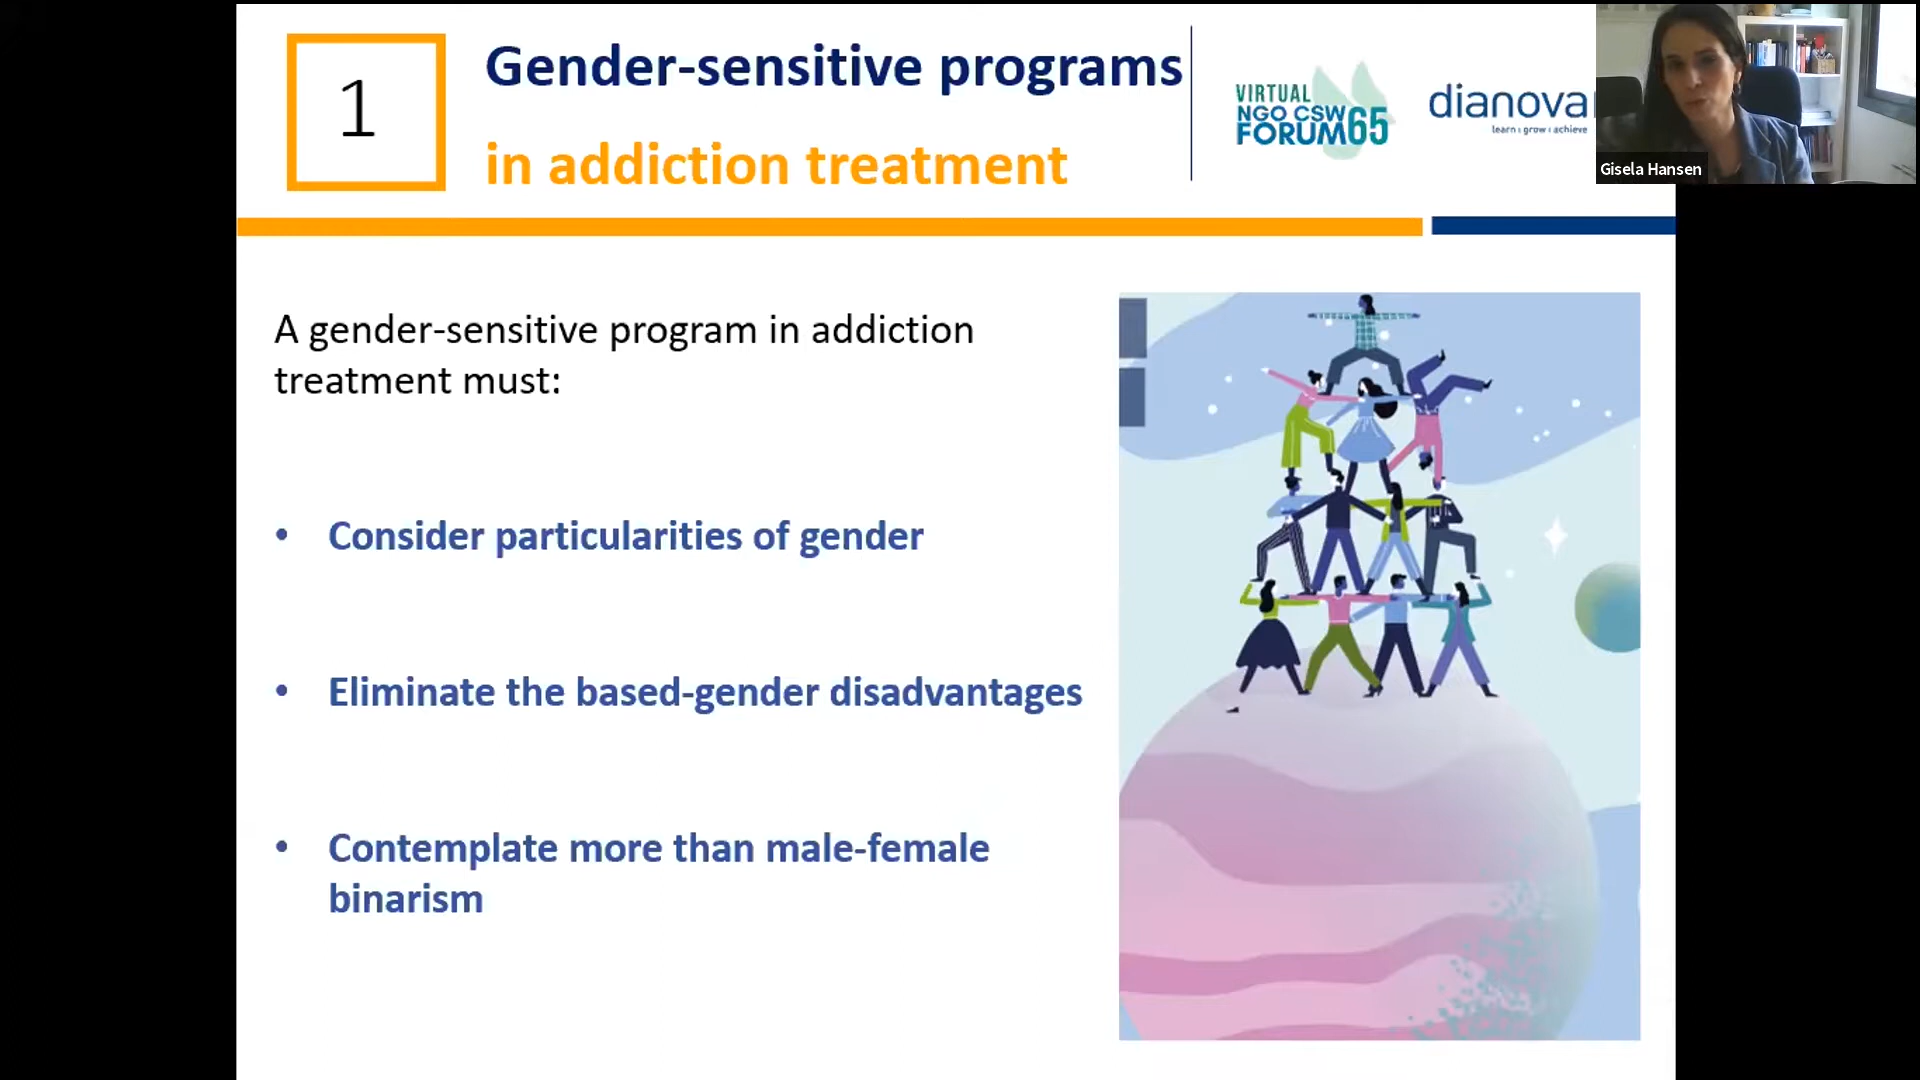 1
Gender-sensitive programs
in addiction treatment
VIRTUAL
NGO CSW
FORUM65
dianova
learn | grow | achieve
Gisela Hansen
A gender-sensitive program in addiction
treatment must:
• Consider particularities of gender
• Eliminate the based-gender disadvantages
• Contemplate more than male-female
binarism